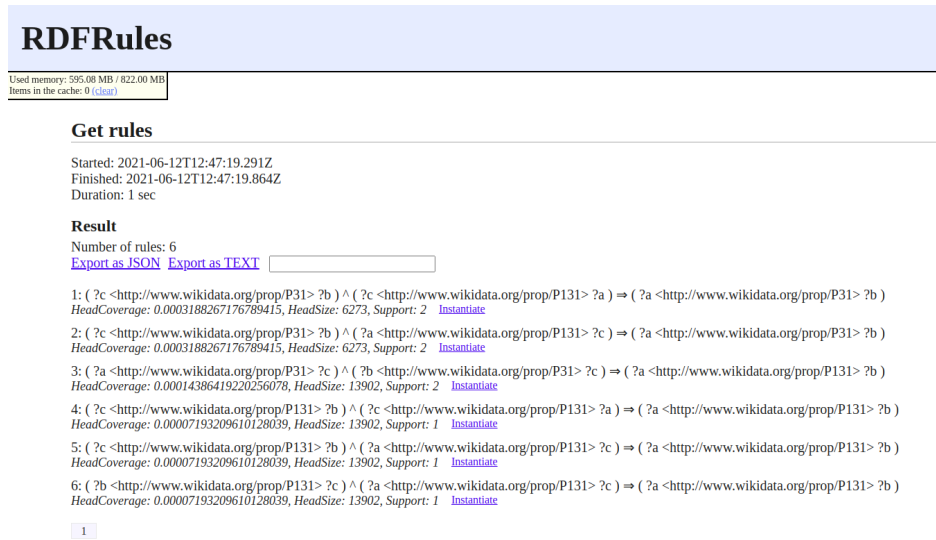 RDFRules
Used memory: 595.08 MB / 822.00 MB
Items in the cache: 0 (clear)
Get rules
Started: 2021-06-12T12:47:19.291Z
Finished: 2021-06-12T12:47:19.864Z
Duration: 1 sec
Result
Number of rules: 6
Export as JSON Export as TEXT
1: ( ?c <http://www.wikidata.org/prop/P31> ?b ) ^ ( ?c <http://www.wikidata.org/prop/P131> ?a ) ⇒ ( ?a <http://www.wikidata.org/prop/P31> ?b )
HeadCoverage: 0.0003188267176789415, HeadSize: 6273, Support: 2 Instantiate
2: ( ?c <http://www.wikidata.org/prop/P31> ?b ) ^ ( ?a <http://www.wikidata.org/prop/P131> ?c ) ⇒ ( ?a <http://www.wikidata.org/prop/P31> ?b )
HeadCoverage: 0.0003188267176789415, HeadSize: 6273, Support: 2 Instantiate
3: ( ?a <http://www.wikidata.org/prop/P31> ?c ) ^ ( ?b <http://www.wikidata.org/prop/P31> ?c ) ⇒ ( ?a <http://www.wikidata.org/prop/P131> ?b )
HeadCoverage: 0.00014386419220256078, HeadSize: 13902, Support: 2 Instantiate
4: ( ?c <http://www.wikidata.org/prop/P131> ?b ) ^ ( ?c <http://www.wikidata.org/prop/P131> ?a ) ⇒ ( ?a <http://www.wikidata.org/prop/P131> ?b )
HeadCoverage: 0.00007193209610128039, HeadSize: 13902, Support: 1 Instantiate
5: ( ?c <http://www.wikidata.org/prop/P131> ?b ) ^ ( ?a <http://www.wikidata.org/prop/P131> ?c ) ⇒ ( ?a <http://www.wikidata.org/prop/P131> ?b )
HeadCoverage: 0.00007193209610128039, HeadSize: 13902, Support: 1 Instantiate
6: ( ?b <http://www.wikidata.org/prop/P131> ?c ) ^ ( ?a <http://www.wikidata.org/prop/P131> ?c ) ⇒ ( ?a <http://www.wikidata.org/prop/P131> ?b )
HeadCoverage: 0.00007193209610128039, HeadSize: 13902, Support: 1 Instantiate
1